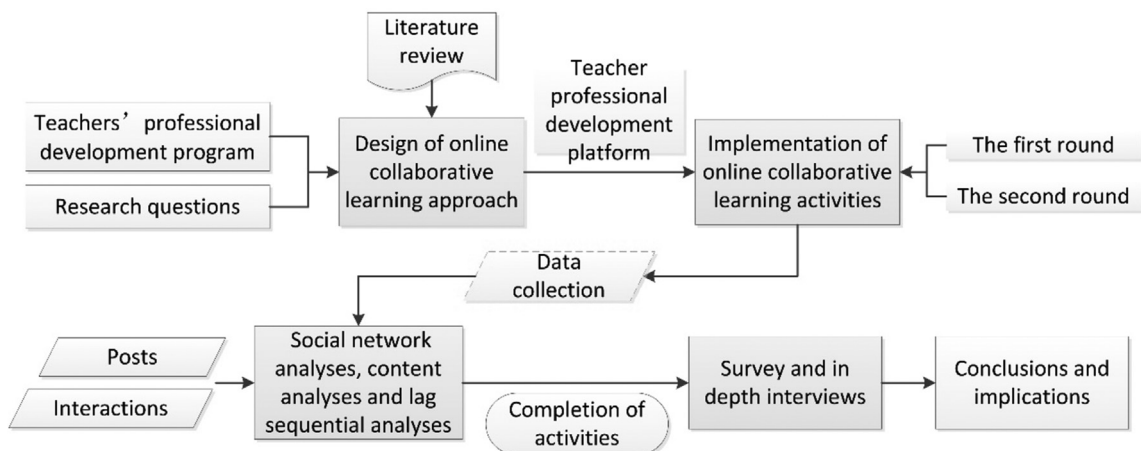 Literature
review
Teachers’ professional
development program
Research questions
Design of online
collaborative
learning approach
Teacher
professional
development
platform
Implementation of
online collaborative
learning activities
The first round
The second round
Data
collection
Posts
Interactions
Social network
analyses, content
analyses and lag
sequential analyses
Completion of
activities
Survey and in
depth interviews
Conclusions and
implications